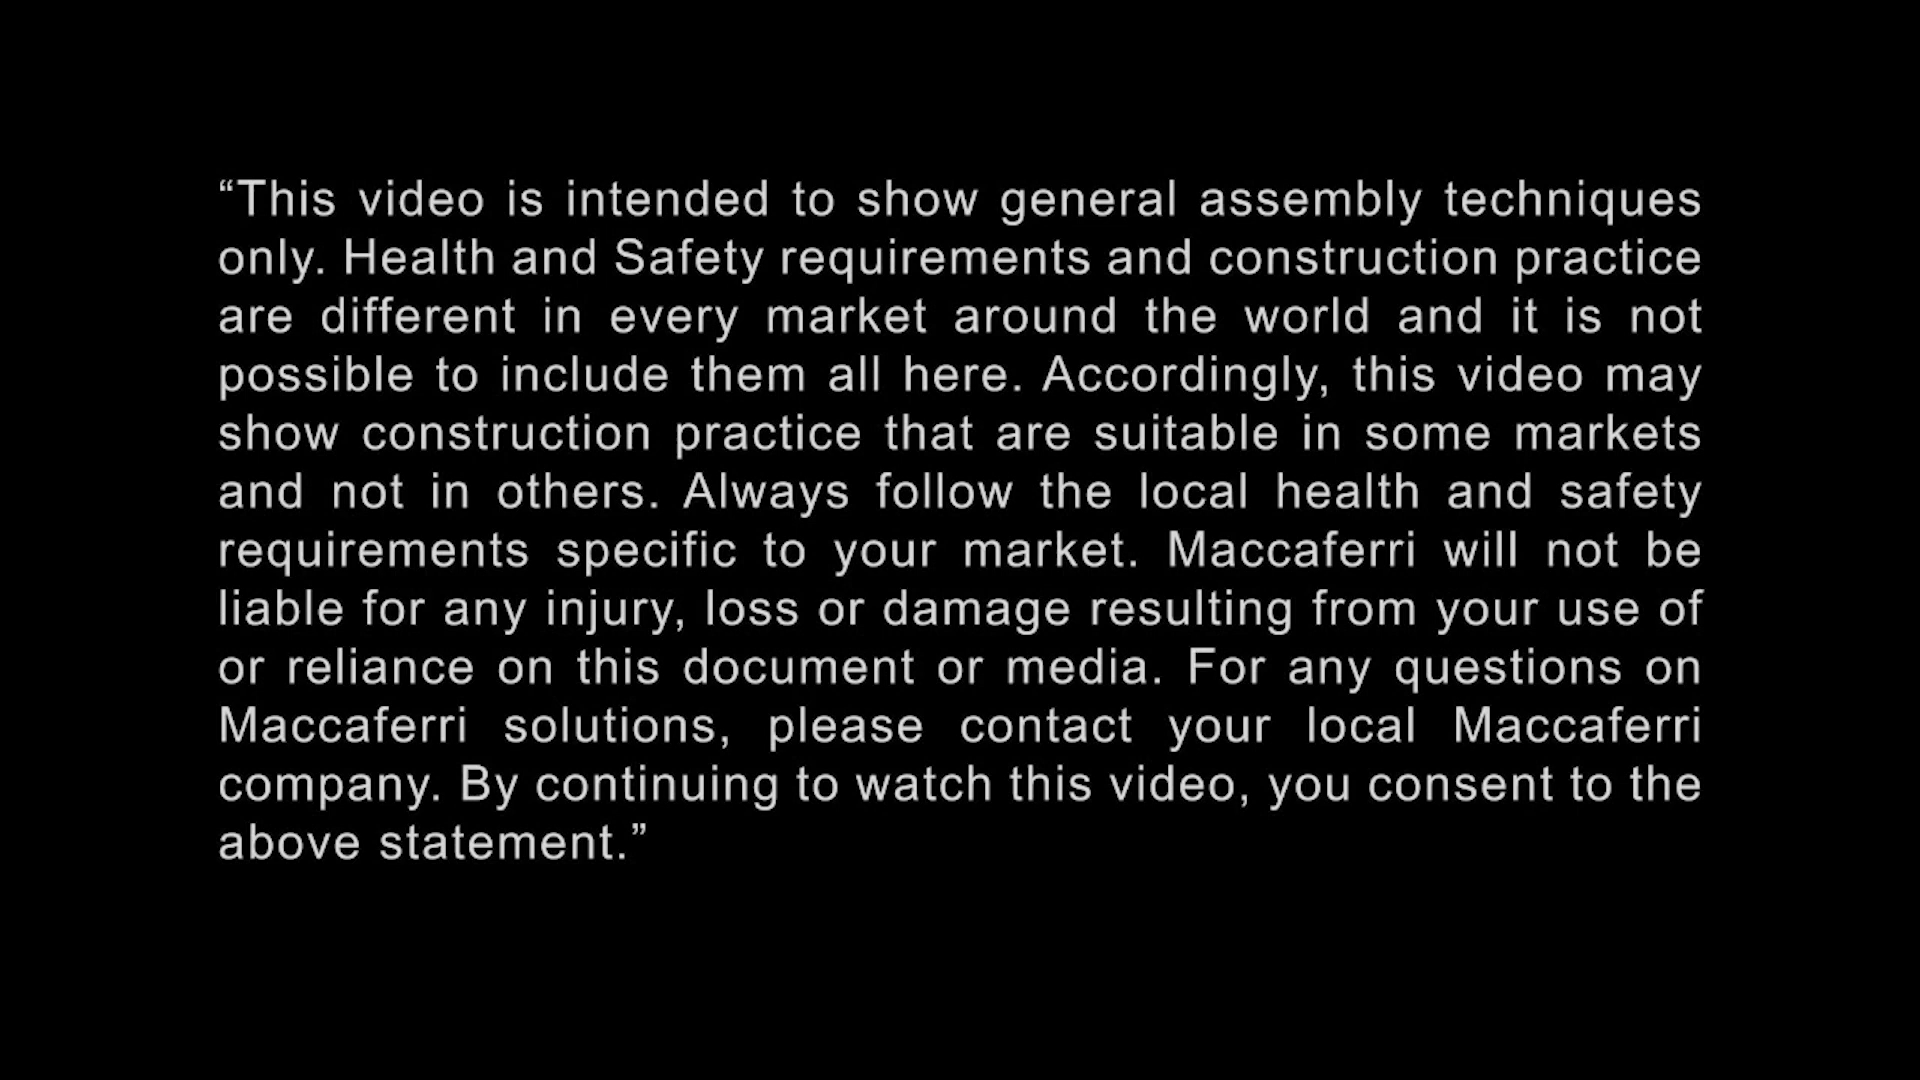 “This video is intended to show general assembly techniques
only. Health and Safety requirements and construction practice
are different in every market around the world and it is not
possible to include them all here. Accordingly, this video may
show construction practice that are suitable in some markets
and not in others. Always follow the local health and safety
requirements specific to your market. Maccaferri will not be
liable for any injury, loss or damage resulting from your use of
or reliance on this document or media. For any questions on
Maccaferri solutions, please contact your local Maccaferri
company. By continuing to watch this video, you consent to the
above statement.”